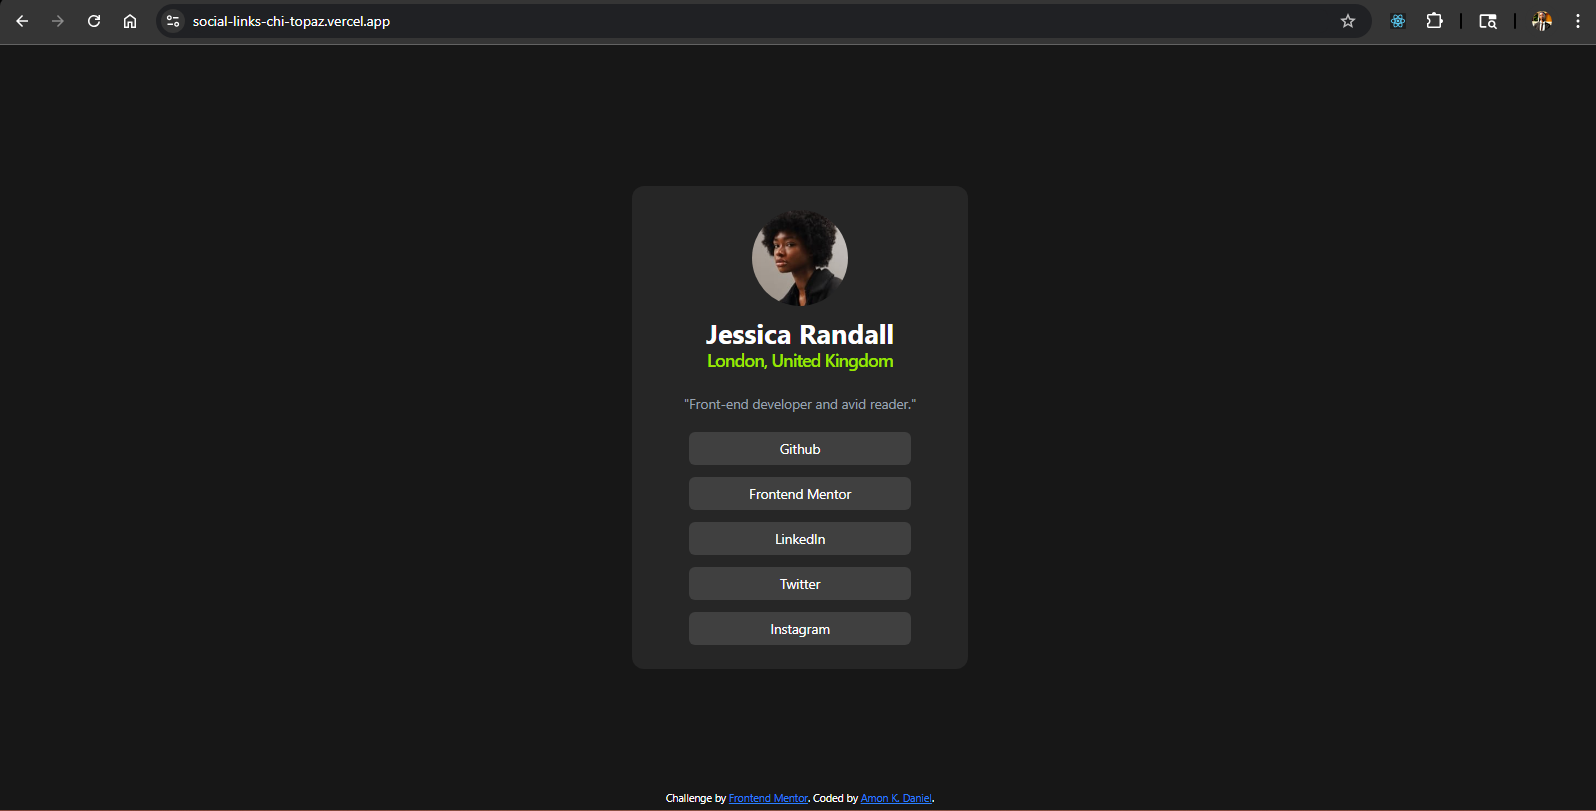 social-links-chi-topaz.vercel.app
Jessica Randall
London, United Kingdom
"Front-end developer and avid reader."
Github
Frontend Mentor
LinkedIn
Twitter
Instagram
Challenge by Frontend Mentor. Coded by Amon K. Daniel.